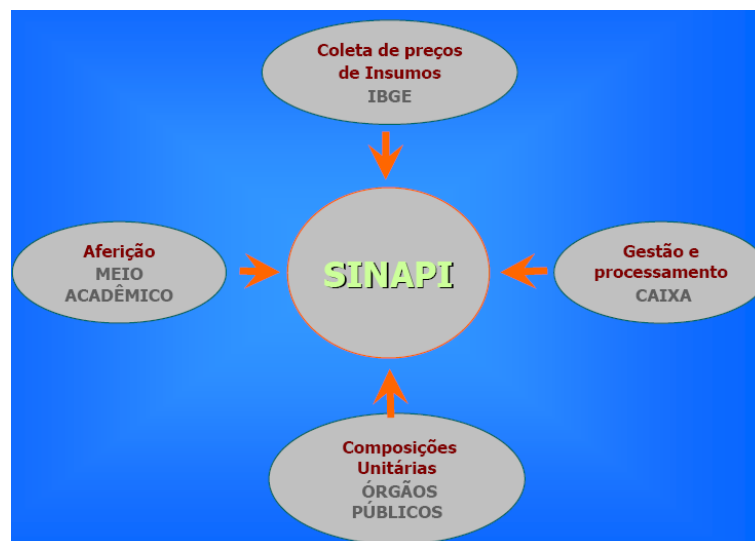 Coleta de preços
de Insumos
IBGE
Aferição
MEIO
ACADÊMICO
SINAPI
Gestão e
processamento
CAIXA
Composições
Unitárias
ÓRGÃOS
PÚBLICOS